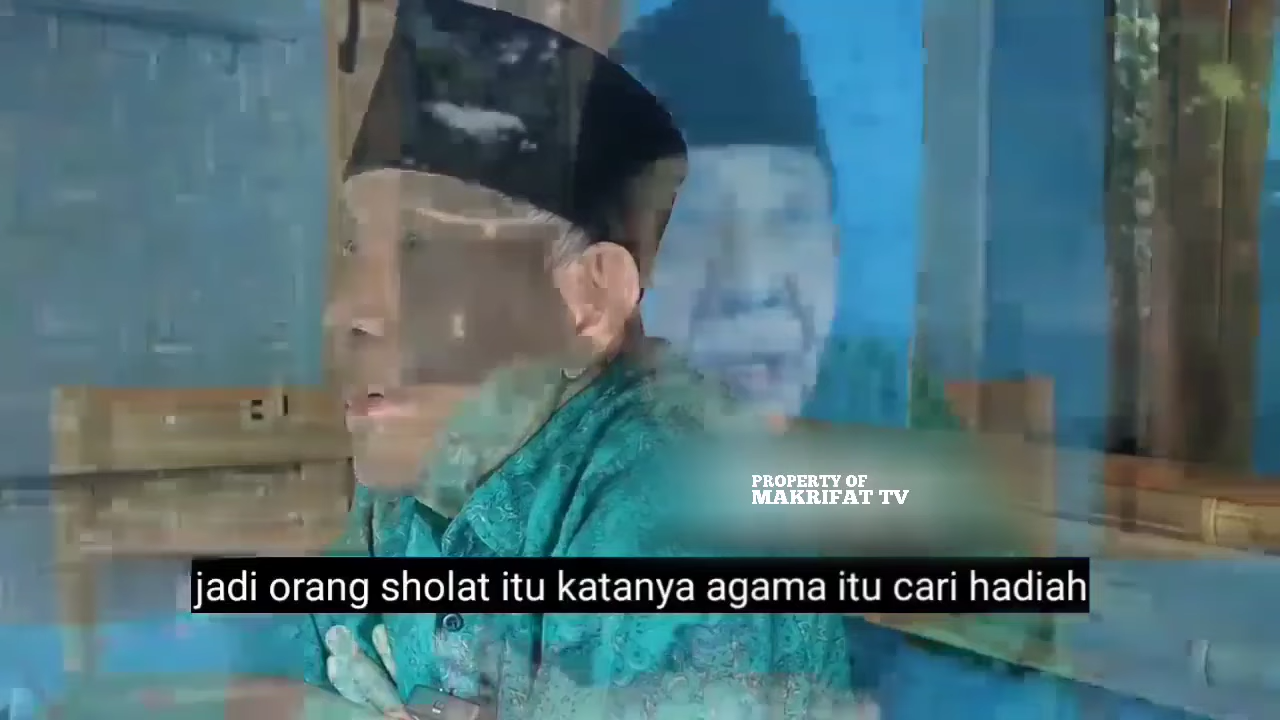 PROPERTY OF
MAKRIFAT TV
jadi orang sholat itu katanya agama itu cari hadiah